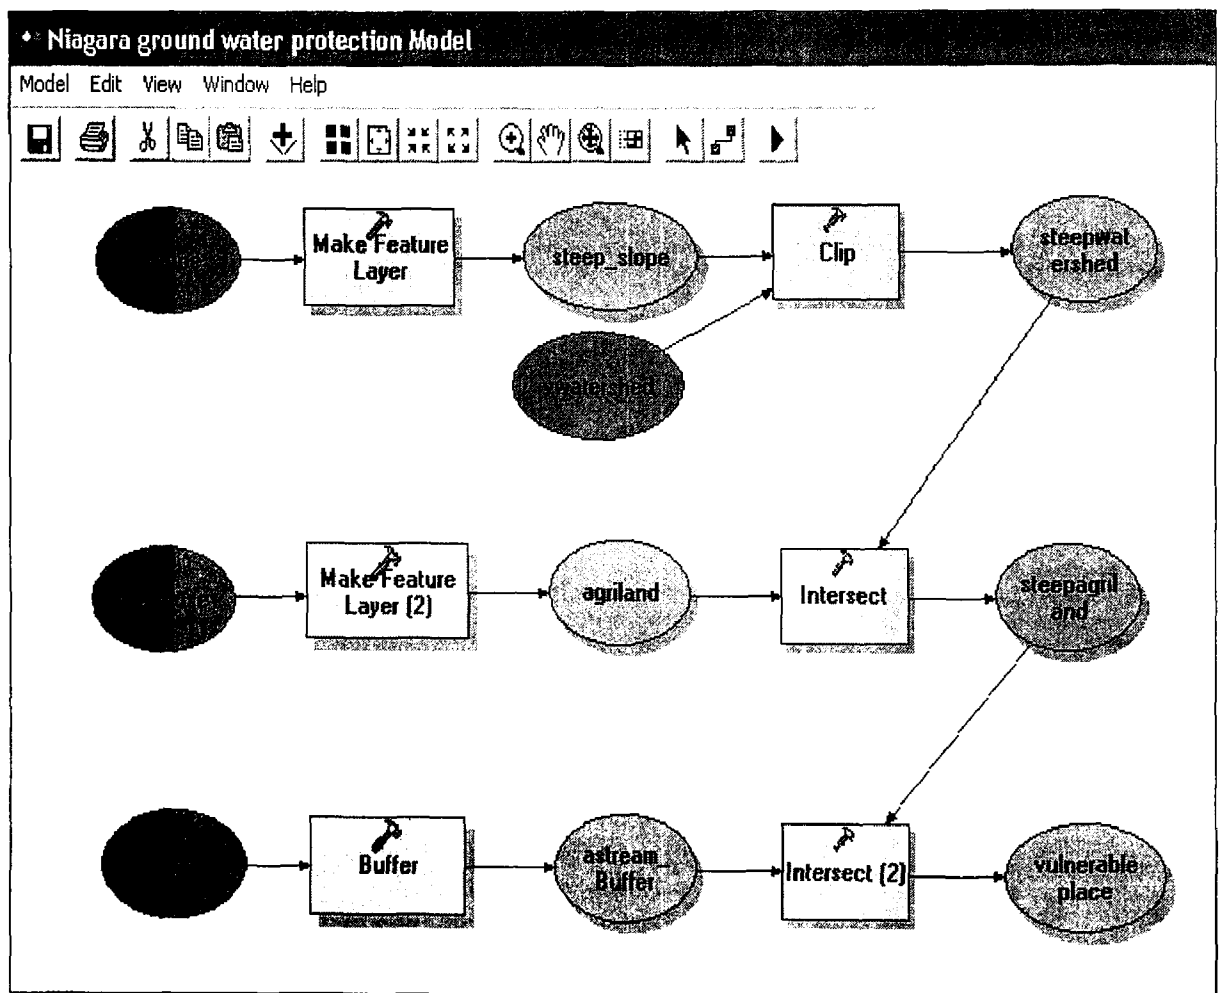 Niagara ground water protection Model
Model Edit View Window Help
Make Feature
Layer
steep_slope
Clip
steepwat
ershed
watershed
Make Feature
Layer (2)
agriland
Intersect
steepagril
and
Buffer
astream_
Buffer
Intersect (2)
vulnerable
place